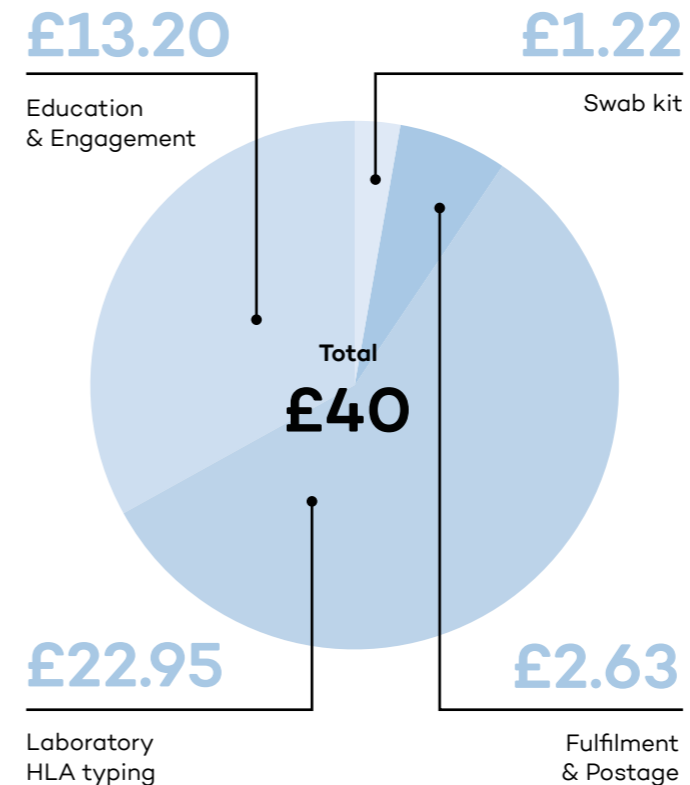 £13.20
Education
& Engagement
£1.22
Swab kit
Total
£40
£22.95
Laboratory
HLA typing
£2.63
Fulfilment
& Postage